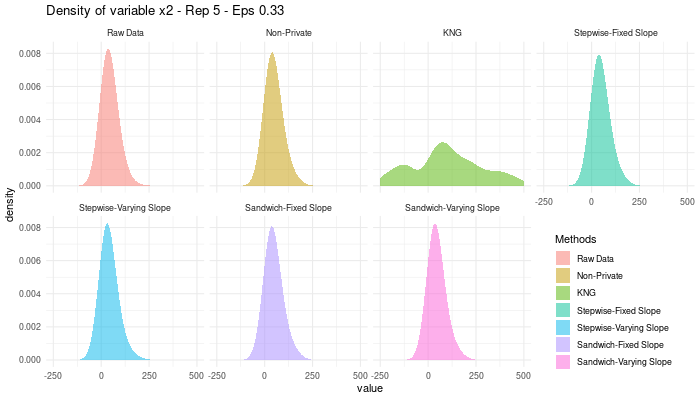 Density of variable x2 - Rep 5 - Eps 0.33
Raw Data
Non-Private
KNG
Stepwise-Fixed Slope
0.008
0.006
0.004
0.002
0.000
-250 0 250 500
density
Stepwise-Varying Slope
Sandwich-Fixed Slope
Sandwich-Varying Slope
0.008
0.006
0.004
0.002
0.000
-250 0 250 500
-250 0 250 500
-250 0 250 500
value
Methods
Raw Data
Non-Private
KNG
Stepwise-Fixed Slope
Stepwise-Varying Slope
Sandwich-Fixed Slope
Sandwich-Varying Slope